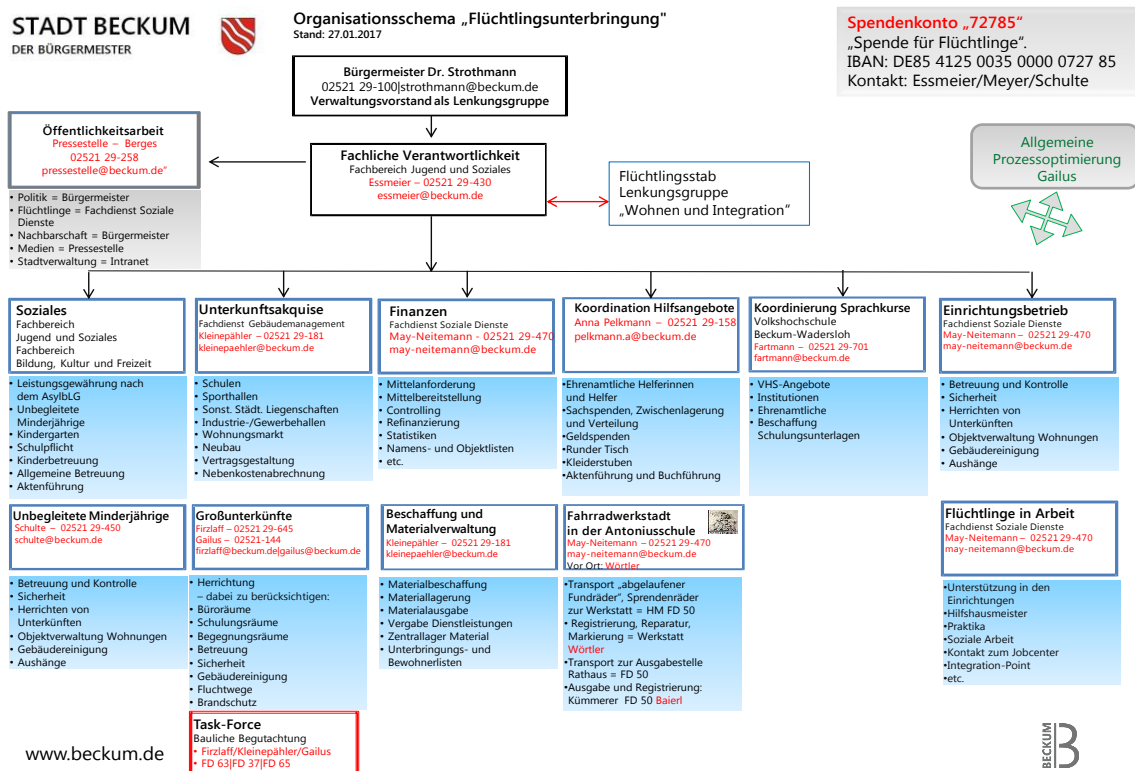 STADT BECKUM
DER BÜRGERMEISTER
Organisationsschema „Flüchtlingsunterbringung"
Stand: 27.01.2017
Spendenkonto „72785“
„Spende für Flüchtlinge“.
IBAN: DE85 4125 0035 0000 0727 85
Kontakt: Essmeier/Meyer/Schulte
Bürgermeister Dr. Strothmann
02521 29-100|strothmann@beckum.de
Verwaltungsvorstand als Lenkungsgruppe
Öffentlichkeitsarbeit
Pressestelle – Berges
02521 29-258
pressestelle@beckum.de“
• Politik = Bürgermeister
• Flüchtlinge = Fachdienst Soziale
Dienste
• Nachbarschaft = Bürgermeister
• Medien = Pressestelle
• Stadtverwaltung = Intranet
Fachliche Verantwortlichkeit
Fachbereich Jugend und Soziales
Essmeier – 02521 29-430
essmeier@beckum.de
Flüchtlingsstab
Lenkungsgruppe
„Wohnen und Integration“
Allgemeine
Prozessoptimierung
Gailus
Soziales
Fachbereich
Jugend und Soziales
Fachbereich
Bildung, Kultur und Freizeit
• Leistungsgewährung nach
dem AsylbLG
• Unbegleitete
Minderjährige
• Kindergarten
• Schulpflicht
• Kinderbetreuung
• Allgemeine Betreuung
• Aktenführung
Unterkunftsakquise
Fachdienst Gebäudemanagement
Kleinepähler – 02521 29-181
kleinepaehler@beckum.de
• Schulen
• Sporthallen
• Sonst. Städt. Liegenschaften
• Industrie-/Gewerbehallen
• Wohnungsmarkt
• Neubau
• Vertragsgestaltung
• Nebenkostenabrechnung
Finanzen
Fachdienst Soziale Dienste
May-Neitemann - 02521 29-470
may-neitemann@beckum.de
• Mittelanforderung
• Mittelbereitstellung
• Controlling
• Refinanzierung
• Statistiken
• Namens- und Objektlisten
• etc.
Koordination Hilfsangebote
Anna Pelkmann – 02521 29-158
pelkmann.a@beckum.de
•Ehrenamtliche Helferinnen
und Helfer
•Sachspenden, Zwischenlagerung
und Verteilung
•Geldspenden
•Runder Tisch
•Kleiderstuben
•Aktenführung und Buchführung
Koordinierung Sprachkurse
Volkshochschule
Beckum-Wadersloh
Fartmann – 02521 29-701
fartmann@beckum.de
• VHS-Angebote
• Institutionen
• Ehrenamtliche
• Beschaffung
Schulungsunterlagen
Einrichtungsbetrieb
Fachdienst Soziale Dienste
May-Neitemann – 02521 29-470
may-neitemann@beckum.de
• Betreuung und Kontrolle
• Sicherheit
• Herrichten von
Unterkünften
• Objektverwaltung Wohnungen
• Gebäudereinigung
• Aushänge
Unbegleitete Minderjährige
Schulte – 02521 29-450
schulte@beckum.de
• Betreuung und Kontrolle
• Sicherheit
• Herrichten von
Unterkünften
• Objektverwaltung Wohnungen
• Gebäudereinigung
• Aushänge
Großunterkünfte
Firzlaff – 02521 29-645
Gailus – 02521-144
firzlaff@beckum.de|gailus@beckum.de
• Herrichtung
– dabei zu berücksichtigen:
• Büroräume
• Schulungsräume
• Begegnungsräume
• Betreuung
• Sicherheit
• Gebäudereinigung
• Fluchtwege
• Brandschutz
Task-Force
Bauliche Begutachtung
• Firzlaff/Kleinepähler/Gailus
• FD 63|FD 37|FD 65
Beschaffung und
Materialverwaltung
Kleinepähler – 02521 29-181
kleinepaehler@beckum.de
• Materialbeschaffung
• Materiallagerung
• Materialausgabe
• Vergabe Dienstleistungen
• Zentrallager Material
• Unterbringungs- und
Bewohnerlisten
Fahrradwerkstadt
in der Antoniusschule
May-Neitemann – 02521 29-470
may-neitemann@beckum.de
Vor Ort: Wörtler
•Transport „abgelaufener
Fundräder“, Sprendenräder
zur Werkstatt = HM FD 50
• Registrierung, Reparatur,
Markierung = Werkstatt
Wörtler
•Transport zur Ausgabestelle
Rathaus = FD 50
•Ausgabe und Registrierung:
Kümmerer FD 50 Baierl
Flüchtlinge in Arbeit
Fachdienst Soziale Dienste
May-Neitemann – 02521 29-470
may-neitemann@beckum.de
•Unterstützung in den
Einrichtungen
• Hilfshausmeister
• Praktika
• Soziale Arbeit
• Kontakt zum Jobcenter
• Integration-Point
•etc.
www.beckum.de
BECKUM
B